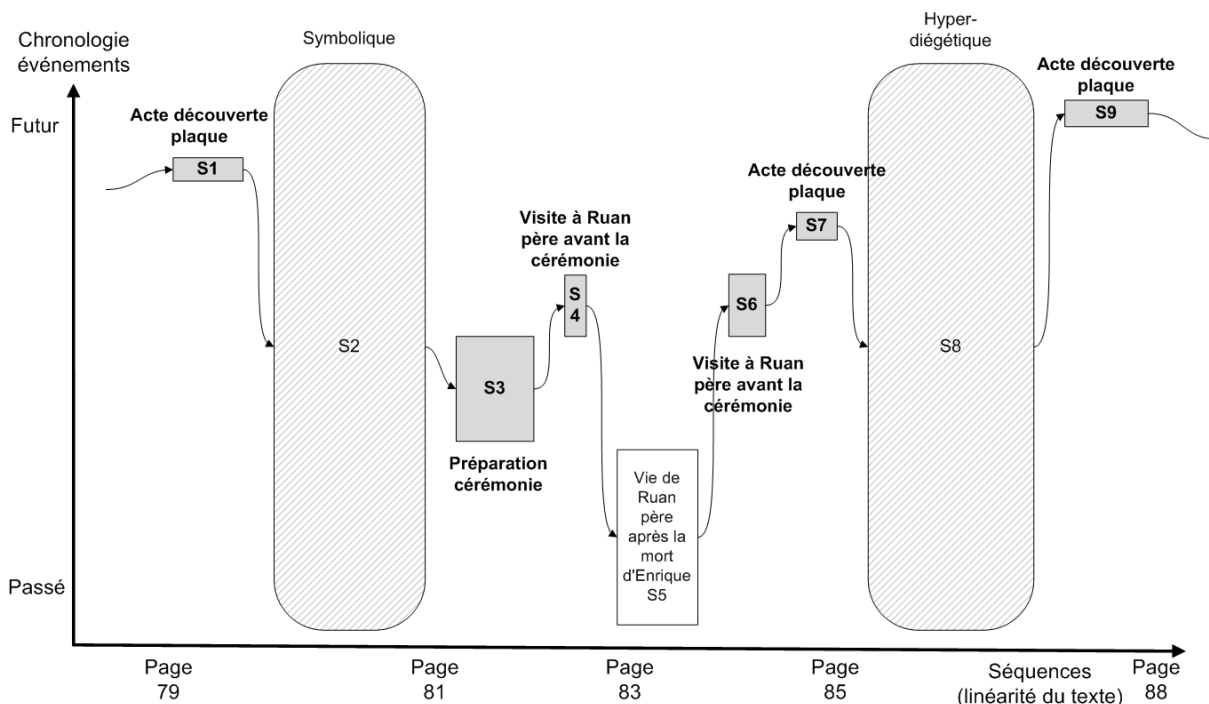 Chronologie
événements
Futur
Passé
Symbolique
Hyper-
diégétique
Acte découverte
plaque
S1
S2
S3
Préparation
cérémonie
Visite à Ruan
père avant la
cérémonie
S
4
Vie de
Ruan
père
après la
mort
d'Enrique
S5
S6
Visite à Ruan
père avant la
cérémonie
Acte découverte
plaque
S7
S8
Acte découverte
plaque
S9
Page
79
Page
81
Page
83
Page
85
Séquences
(linéarité du texte)
Page
88